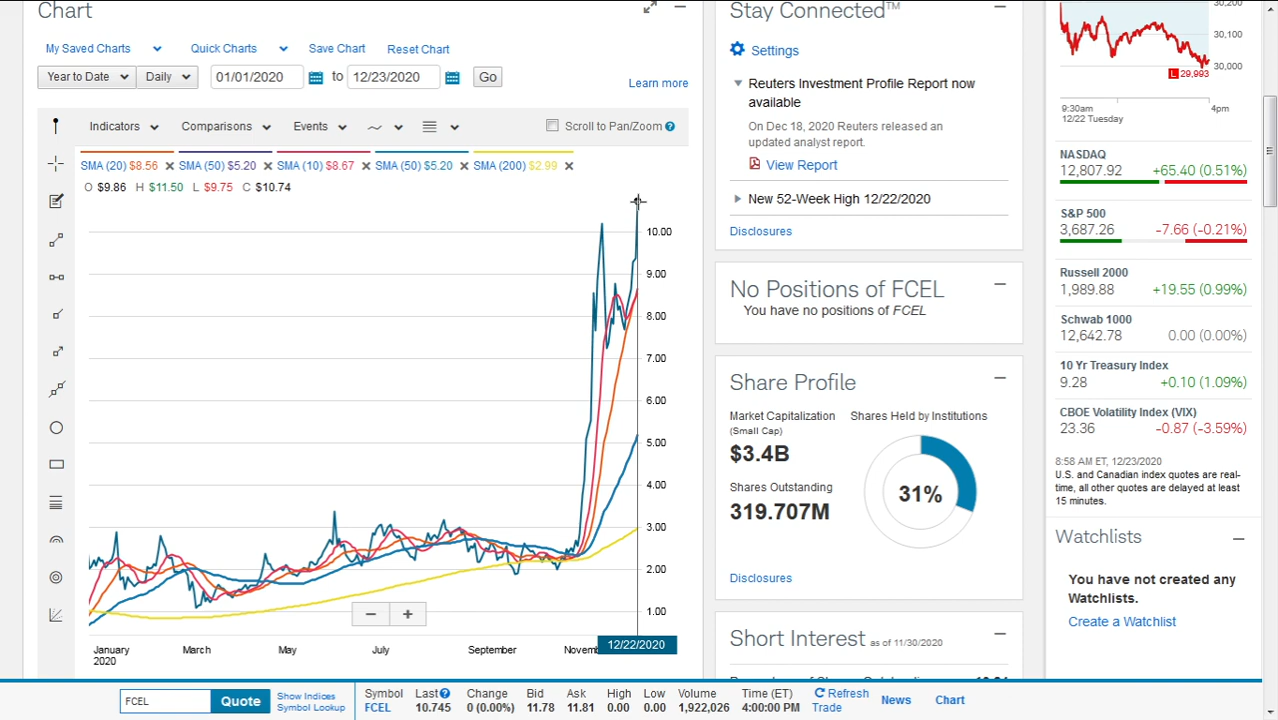 Chart
My Saved Charts
Quick Charts
Save Chart
Reset Chart
Year to Date
Daily
01/01/2020
to
12/23/2020
Go
Learn more
Indicators
Comparisons
Events
Scroll to Pan/Zoom ?
SMA (20) $8.56 × SMA (50) $5.20 × SMA (10) $8.67 × SMA (50) $5.20 × SMA (200) $2.99 ×
O $9.86 H $11.50 L $9.75 C $10.74
10.00
9.00
8.00
7.00
6.00
5.00
4.00
3.00
2.00
1.00
January
2020
March
May
July
September
Novem
12/22/2020
Stay Connected™
Settings
Reuters Investment Profile Report now
available
On Dec 18, 2020 Reuters released an
updated analyst report.
View Report
New 52-Week High 12/22/2020
Disclosures
No Positions of FCEL
You have no positions of FCEL
Share Profile
Market Capitalization
(Small Cap)
$3.4B
Shares Outstanding
319.707M
Shares Held by Institutions
31%
Disclosures
Short Interest as of 11/30/2020
30,200
30,100
30,000
L 29,993
9:30am
4pm
12/22 Tuesday
NASDAQ
12,807.92 +65.40 (0.51%)
S&P 500
3,687.26 -7.66 (-0.21%)
Russell 2000
1,989.88 +19.55 (0.99%)
Schwab 1000
12,642.78 0.00 (0.00%)
10 Yr Treasury Index
9.28 +0.10 (1.09%)
CBOE Volatility Index (VIX)
23.36 -0.87 (-3.59%)
8:58 AM ET, 12/23/2020
U.S. and Canadian index quotes are real-
time, all other quotes are delayed at least
15 minutes.
Watchlists
You have not created any
Watchlists.
Create a Watchlist
FCEL
Quote
Show Indices
Symbol Lookup
Symbol Last? Change Bid Ask High Low Volume Time (ET) Refresh
FCEL 10.745 0 (0.00%) 11.78 11.81 0.00 0.00 1,922,026 4:00:00 PM Trade
News
Chart